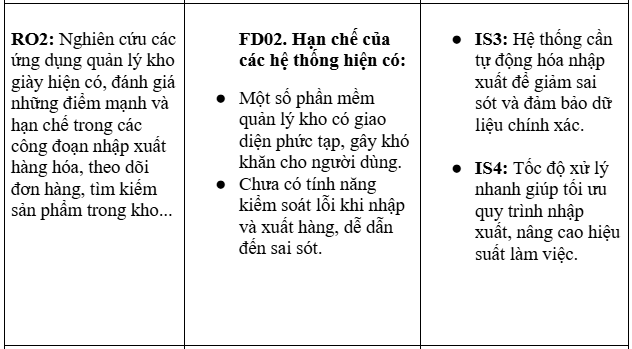 RO2: Nghiên cứu các
ứng dụng quản lý kho
giày hiện có, đánh giá
những điểm mạnh và
hạn chế trong các
công đoạn nhập xuất
hàng hóa, theo dõi
đơn hàng, tìm kiếm
sản phẩm trong kho...
FD02. Hạn chế của
các hệ thống hiện có:
● Một số phần mềm
quản lý kho có giao
diện phức tạp, gây khó
khăn cho người dùng.
● Chưa có tính năng
kiểm soát lỗi khi nhập
và xuất hàng, dễ dẫn
đến sai sót.
● IS3: Hệ thống cần
tự động hóa nhập
xuất để giảm sai
sót và đảm bảo dữ
liệu chính xác.
● IS4: Tốc độ xử lý
nhanh giúp tối ưu
quy trình nhập
xuất, nâng cao hiệu
suất làm việc.